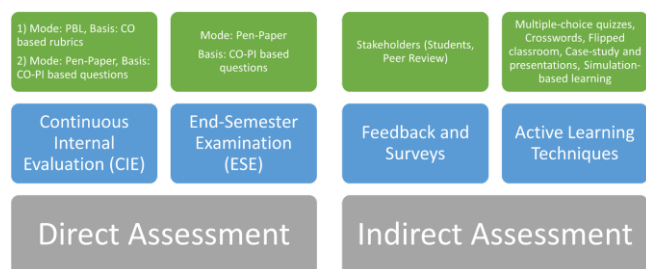 1) Mode: PBL, Basis: CO
based rubrics
2) Mode: Pen-Paper, Basis:
CO-PI based questions
Mode: Pen-Paper
Basis: CO-PI based
questions
Stakeholders (Students,
Peer Review)
Multiple-choice quizzes,
Crosswords, Flipped
classroom, Case-study and
presentations, Simulation-
based learning
Continuous
Internal
Evaluation (CIE)
End-Semester
Examination
(ESE)
Feedback and
Surveys
Active Learning
Techniques
Direct Assessment
Indirect Assessment